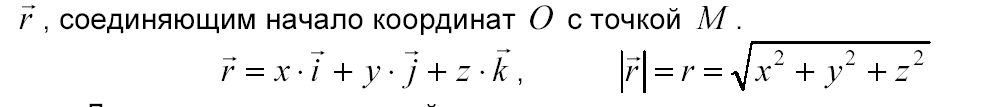 r⃗ , соединяющим начало координат O с точкой M .
r⃗ = x · i⃗ + y · j⃗ + z · k⃗ , |r⃗| = r = √(x² + y² + z²)